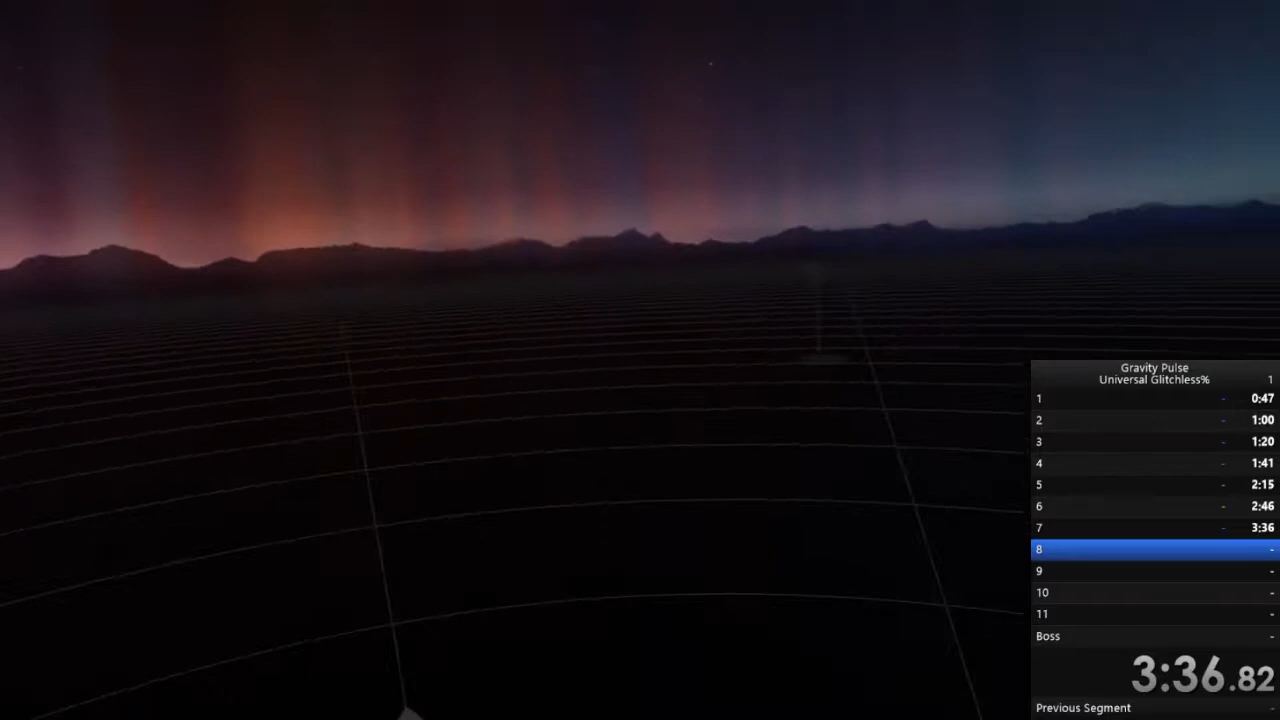 Gravity Pulse
Universal Glitchless% 1
1 - 0:47
2 - 1:00
3 - 1:20
4 - 1:41
5 - 2:15
6 - 2:46
7 - 3:36
8 -
9 -
10 -
11 -
Boss -
3:36.82
Previous Segment -